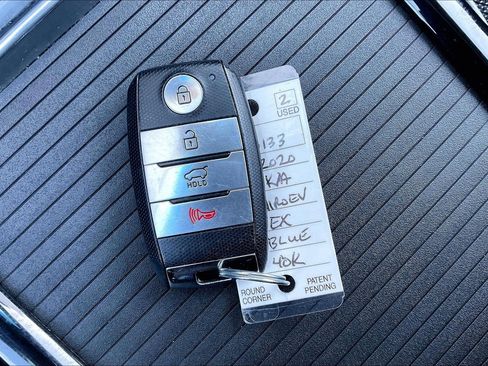 HOLD
2
USED
133
2020
KIA
NIROEV
EX
BLUE
40K
ROUND
CORNER
PATENT
PENDING